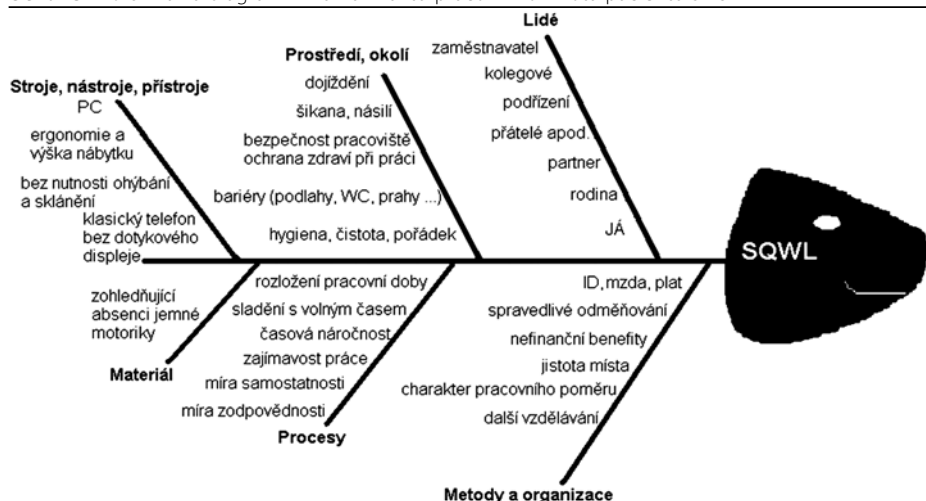 Lidé
zaměstnavatel
kolegové
podřízení
přátelé apod..
partner
rodina
JÁ
Prostředí, okolí
dojíždění
šikana, násilí
bezpečnost pracoviště
ochrana zdraví při práci
bariéry (podlahy, WC, prahy ...)
hygiena, čistota, pořádek
Stroje, nástroje, přístroje
PC
ergonomie a
výška nábytku
bez nutnosti ohýbání
a sklánění
klasický telefon
bez dotykového
displeje
SQWL
zohledňující
absenci jemné
motoriky
Materiál
rozložení pracovní doby
sladění s volným časem
časová náročnost
zajímavost práce
míra samostatnosti
míra zodpovědnosti
Procesy
ID, mzda, plat
spravedlivé odměňování
nefinanční benefity
jistota místa
charakter pracovního poměru
další vzdělávání
Metody a organizace